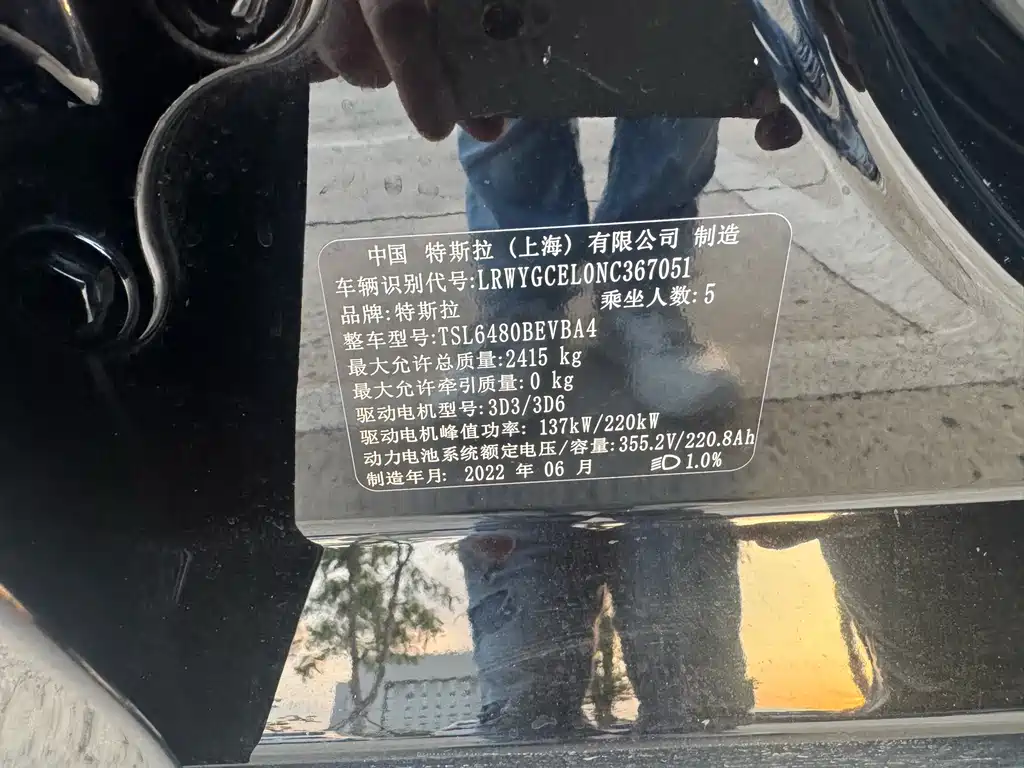 中国 特斯拉（上海）有限公司 制造
车辆识别代号:LRWYGCEL0NC367051
品牌:特斯拉 乘坐人数:5
整车型号:TSL6480BEVBA4
最大允许总质量:2415 kg
最大允许牵引质量:0 kg
驱动电机型号:3D3/3D6
驱动电机峰值功率: 137kW/220kW
动力电池系统额定电压/容量:355.2V/220.8Ah
制造年月: 2022 年 06 月 1.0%